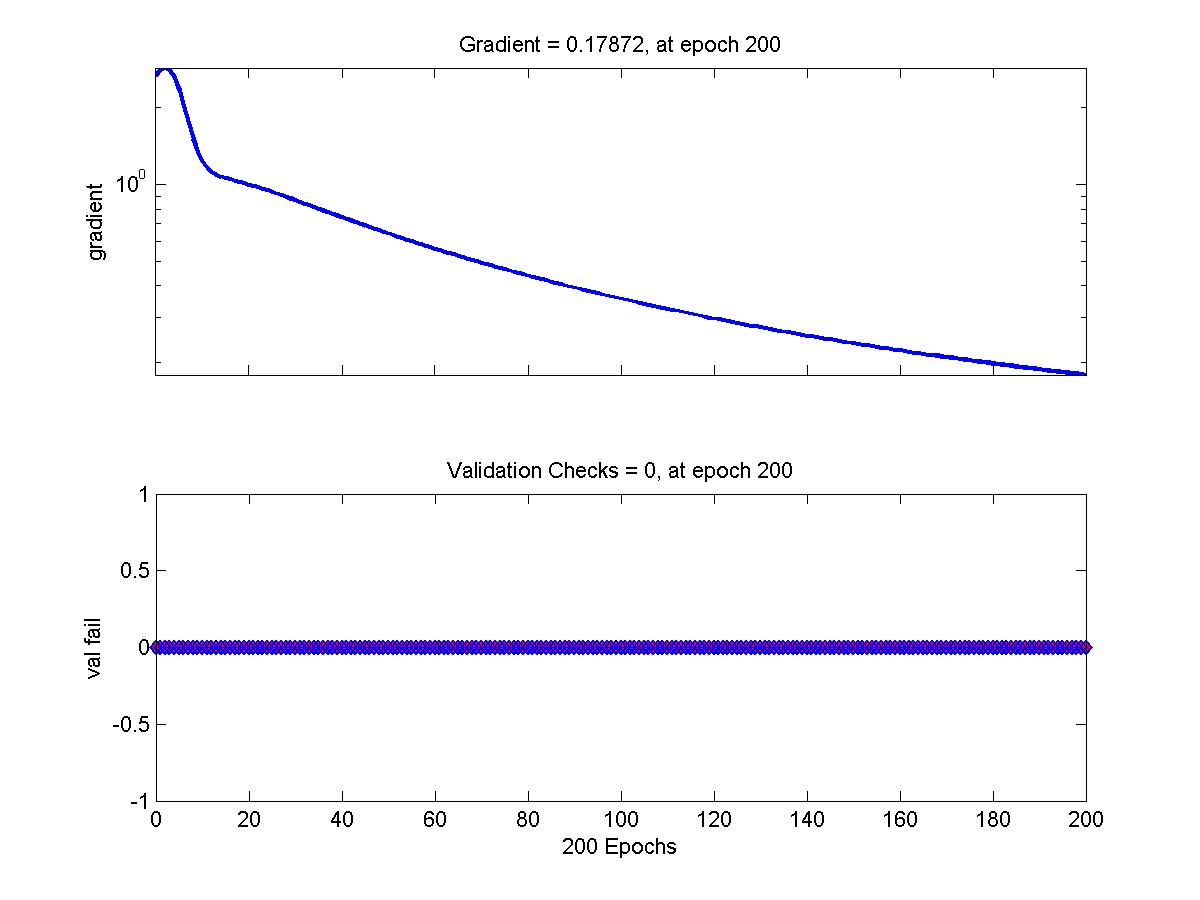 Gradient = 0.17872, at epoch 200
10^0
gradient
Validation Checks = 0, at epoch 200
1
0.5
0
-0.5
-1
val fail
0 20 40 60 80 100 120 140 160 180 200
200 Epochs